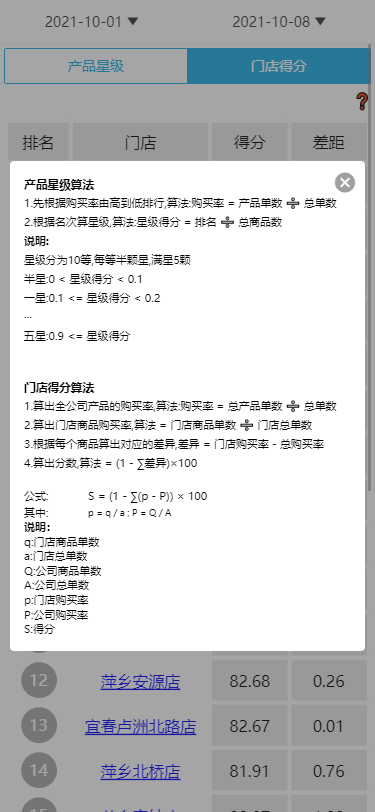 2021-10-01 ▼ 2021-10-08 ▼
产品星级 门店得分
?
排名 门店 得分 差距
产品星级算法
1.先根据购买率由高到低排行,算法:购买率 = 产品单数 ➗ 总单数
2.根据名次算星级,算法:星级得分 = 排名 ➗ 总商品数
说明:
星级分为10等,每等半颗星,满星5颗
半星:0 < 星级得分 < 0.1
一星:0.1 <= 星级得分 < 0.2
...
五星:0.9 <= 星级得分
门店得分算法
1.算出全公司产品的购买率,算法:购买率 = 总产品单数 ➗ 总单数
2.算出门店商品购买率,算法 = 门店商品单数 ➗ 门店总单数
3.根据每个商品算出对应的差异,差异 = 门店购买率 - 总购买率
4.算出分数,算法 = (1 - ∑差异)×100
公式: S = (1 - ∑(p - P)) × 100
其中: p = q / a ; P = Q / A
说明:
q:门店商品单数
a:门店总单数
Q:公司商品单数
A:公司总单数
p:门店购买率
P:公司购买率
S:得分
12 萍乡安源店 82.68 0.26
13 宜春卢洲北路店 82.67 0.01
14 萍乡北桥店 81.91 0.76